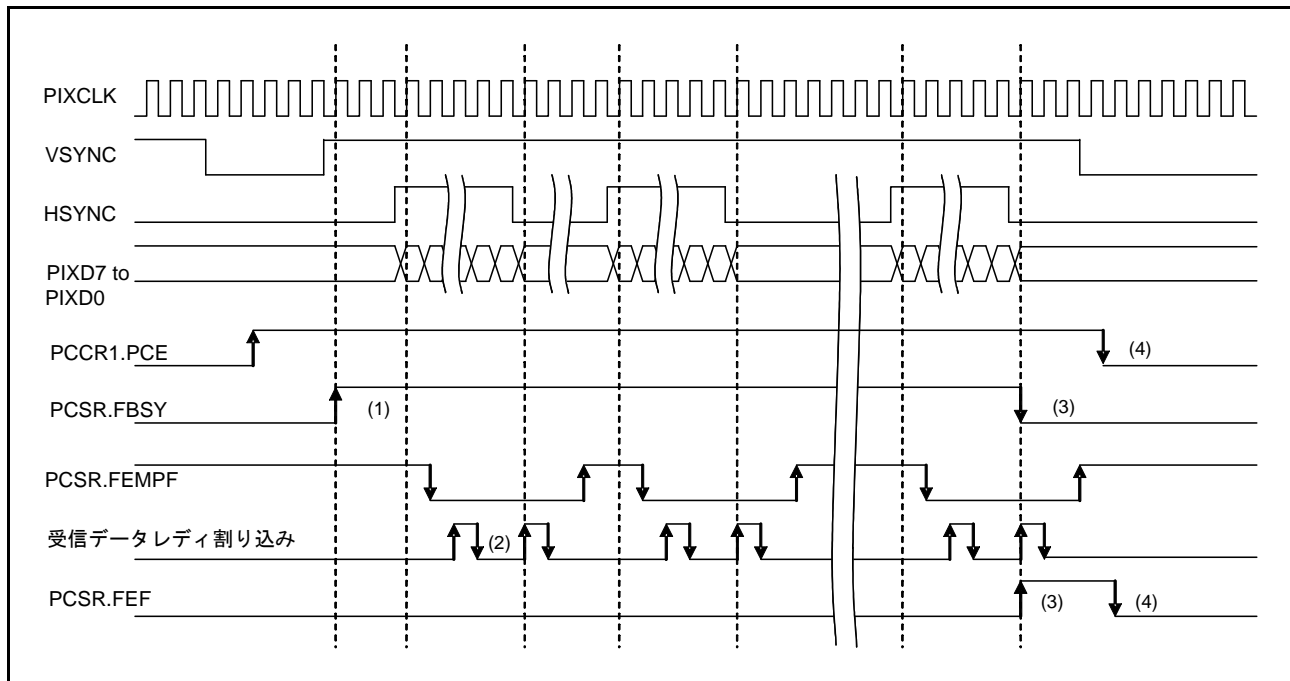 PIXCLK
VSYNC
HSYNC
PIXD7 to
PIXD0
PCCR1.PCE
(4)
PCSR.FBSY
(1)
(3)
PCSR.FEMPF
受信データレディ割り込み
(2)
PCSR.FEF
(3)
(4)